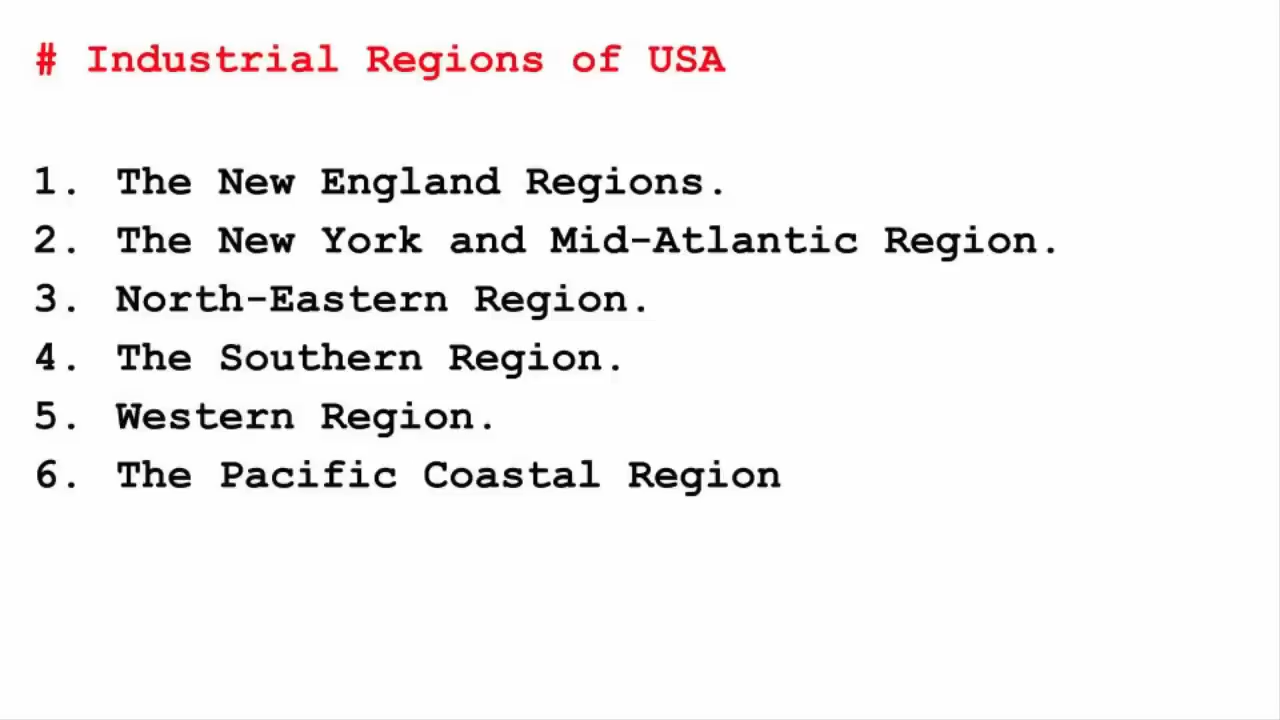 # Industrial Regions of USA
1. The New England Regions.
2. The New York and Mid-Atlantic Region.
3. North-Eastern Region.
4. The Southern Region.
5. Western Region.
6. The Pacific Coastal Region